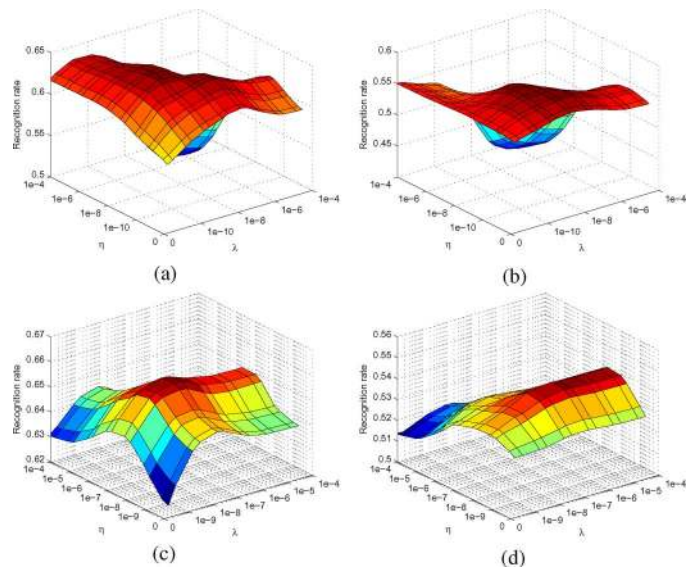 0.65
0.6
0.55
0.5
Recognition rate
1e-4
1e-6
1e-8
1e-10
0
η
0
1e-10
1e-8
1e-6
1e-4
λ
(a)
0.6
0.55
0.5
0.45
0.4
Recognition rate
1e-4
1e-6
1e-8
1e-10
0
η
0
1e-10
1e-8
1e-6
1e-4
λ
(b)
0.67
0.66
0.65
0.64
0.63
0.62
Recognition rate
1e-4
1e-5
1e-6
1e-7
1e-8
1e-9
0
η
0
1e-9
1e-8
1e-7
1e-6
1e-5
1e-4
λ
(c)
0.56
0.55
0.54
0.53
0.52
0.51
0.5
Recognition rate
1e-4
1e-5
1e-6
1e-7
1e-8
1e-9
0
η
0
1e-9
1e-8
1e-7
1e-6
1e-5
1e-4
λ
(d)